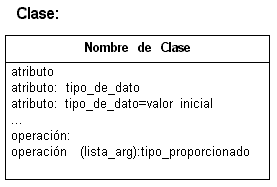 Clase:
Nombre de Clase
atributo
atributo: tipo_de_dato
atributo: tipo_de_dato=valor inicial
...
operación:
operación (lista_arg):tipo_proporcionado